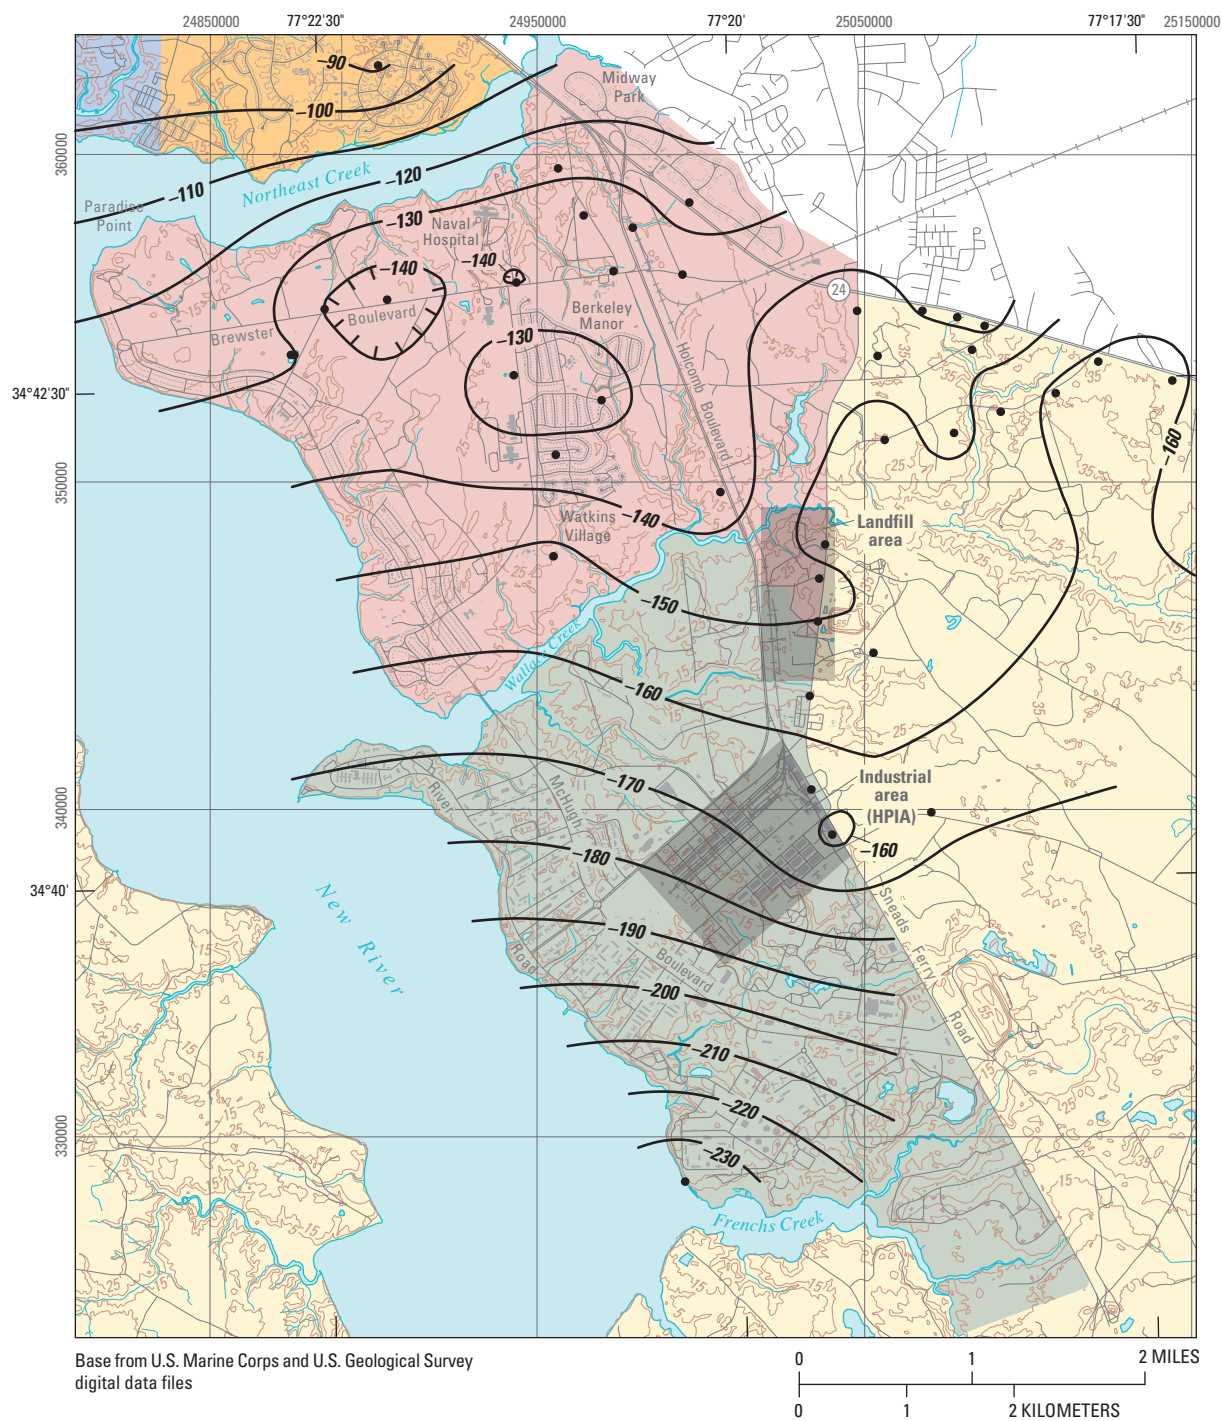 24850000
77°22'30"
24950000
77°20'
25050000
77°17'30"
25150000
360000
34°42'30"
350000
340000
34°40'
330000
–90
–100
–110
–120
–130
–140
–140
–130
–140
–150
–160
–170
–180
–190
–200
–210
–220
–230
–160
–160
Midway
Park
Northeast Creek
Paradise
Point
Naval
Hospital
Berkeley
Manor
Brewster
Boulevard
Holcomb
Boulevard
24
Watkins
Village
Landfill
area
Wallace Creek
Industrial
area
(HPIA)
McHugh
Boulevard
River
Road
New River
Sneads
Ferry
Road
Frenchs Creek
Base from U.S. Marine Corps and U.S. Geological Survey
digital data files
0 1 2 MILES
0 1 2 KILOMETERS